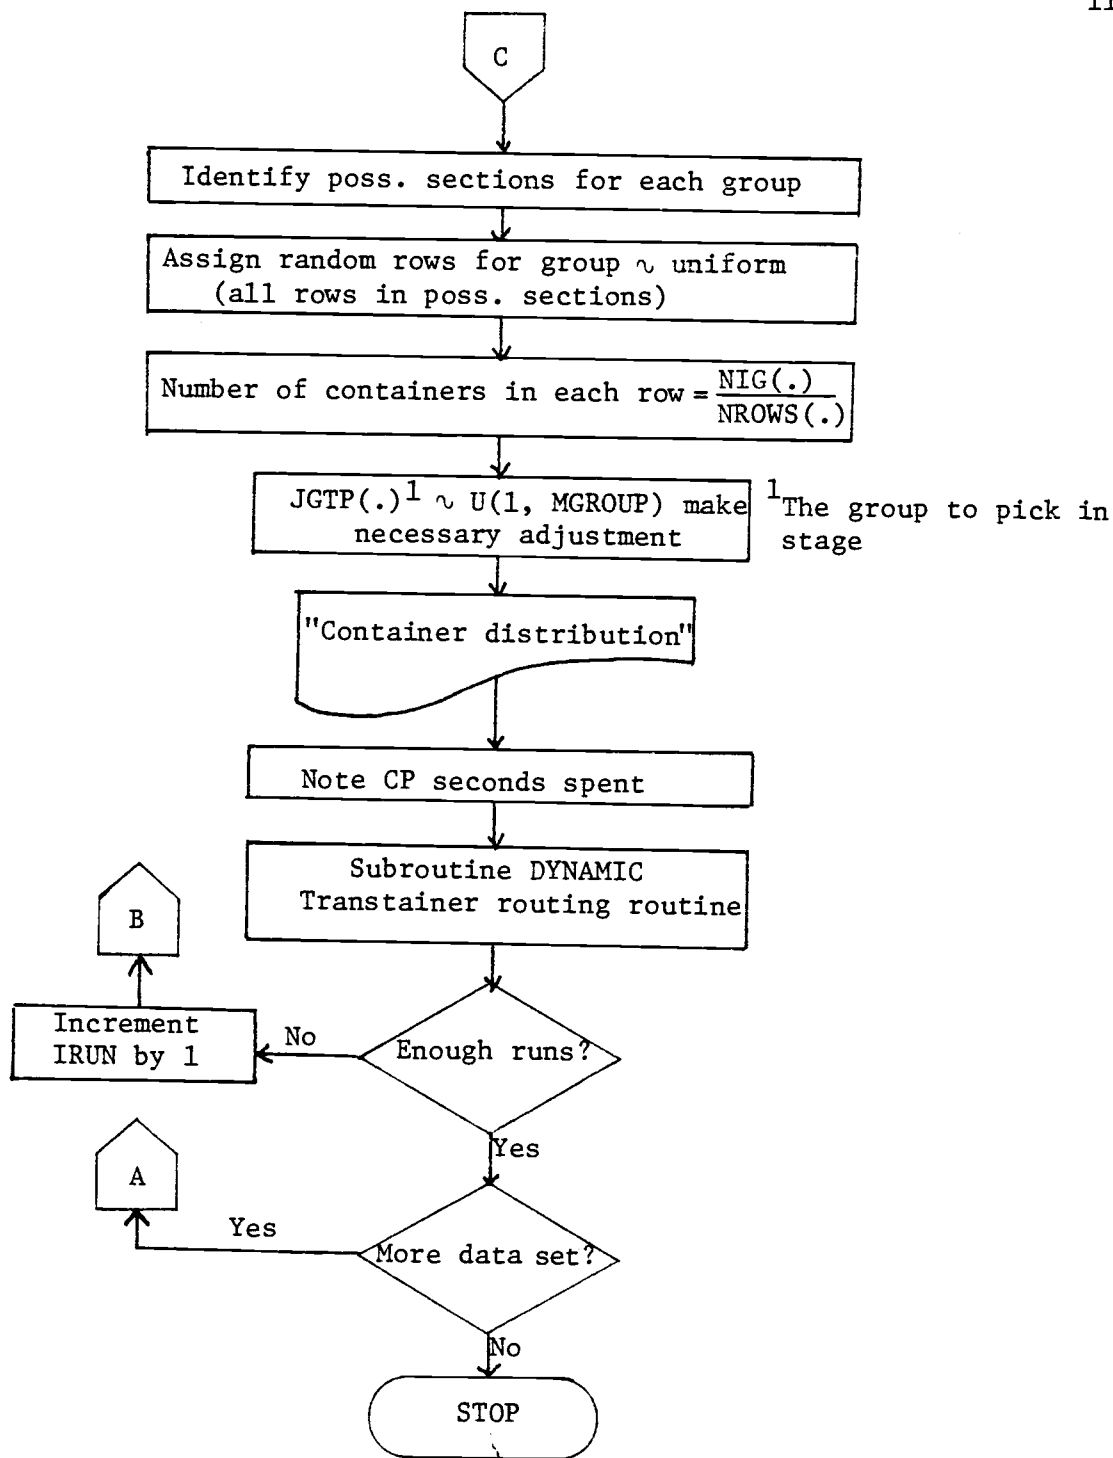 C
Identify poss. sections for each group
Assign random rows for group ~ uniform
(all rows in poss. sections)
Number of containers in each row = NIG(.)
NROWS(.)
JGTP(.)¹ ~ U(1, MGROUP) make
necessary adjustment
¹The group to pick in
stage
"Container distribution"
Note CP seconds spent
Subroutine DYNAMIC
Transtainer routing routine
B
Increment
IRUN by 1
No
Enough runs?
Yes
A
Yes
More data set?
No
STOP